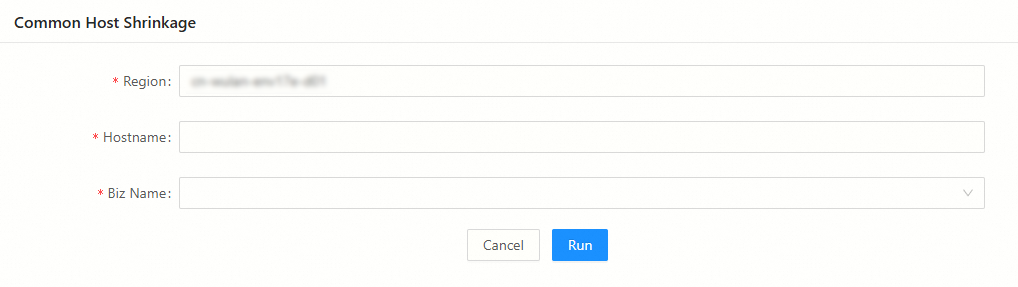 Common Host Shrinkage
* Region:
* Hostname:
* Biz Name:
Cancel Run